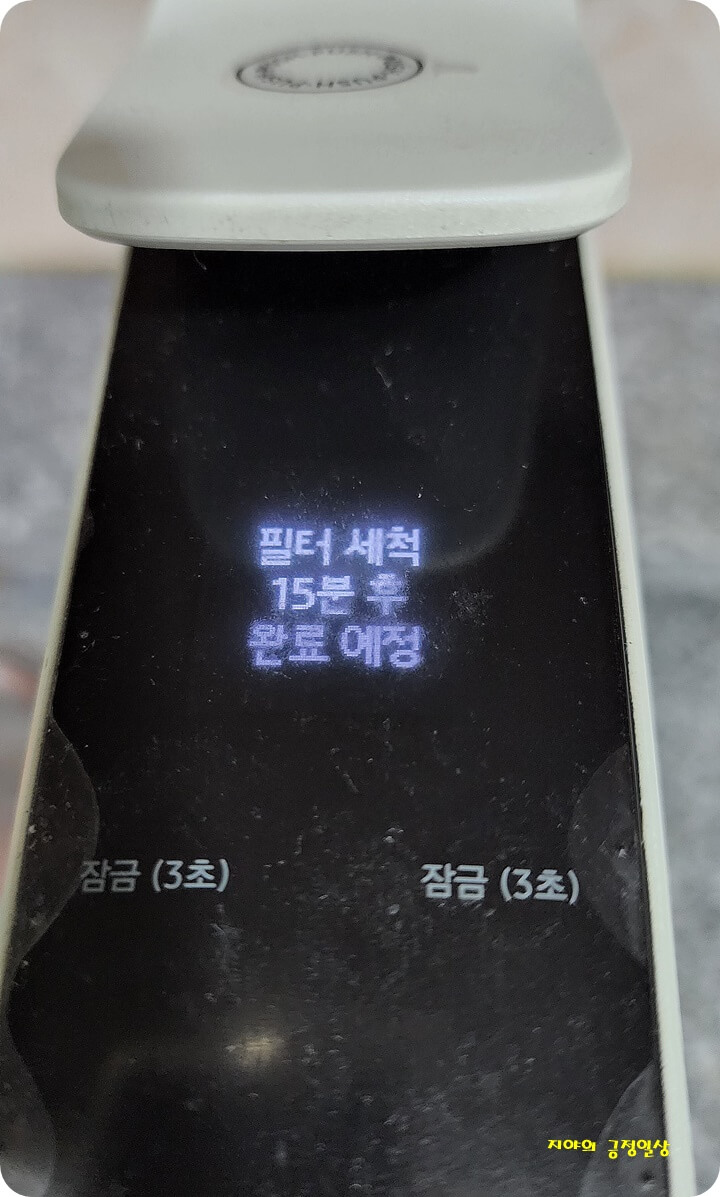 필터 세척
15분 후
완료 예정
잠금 (3초) 잠금 (3초)
지야의 긍정일상